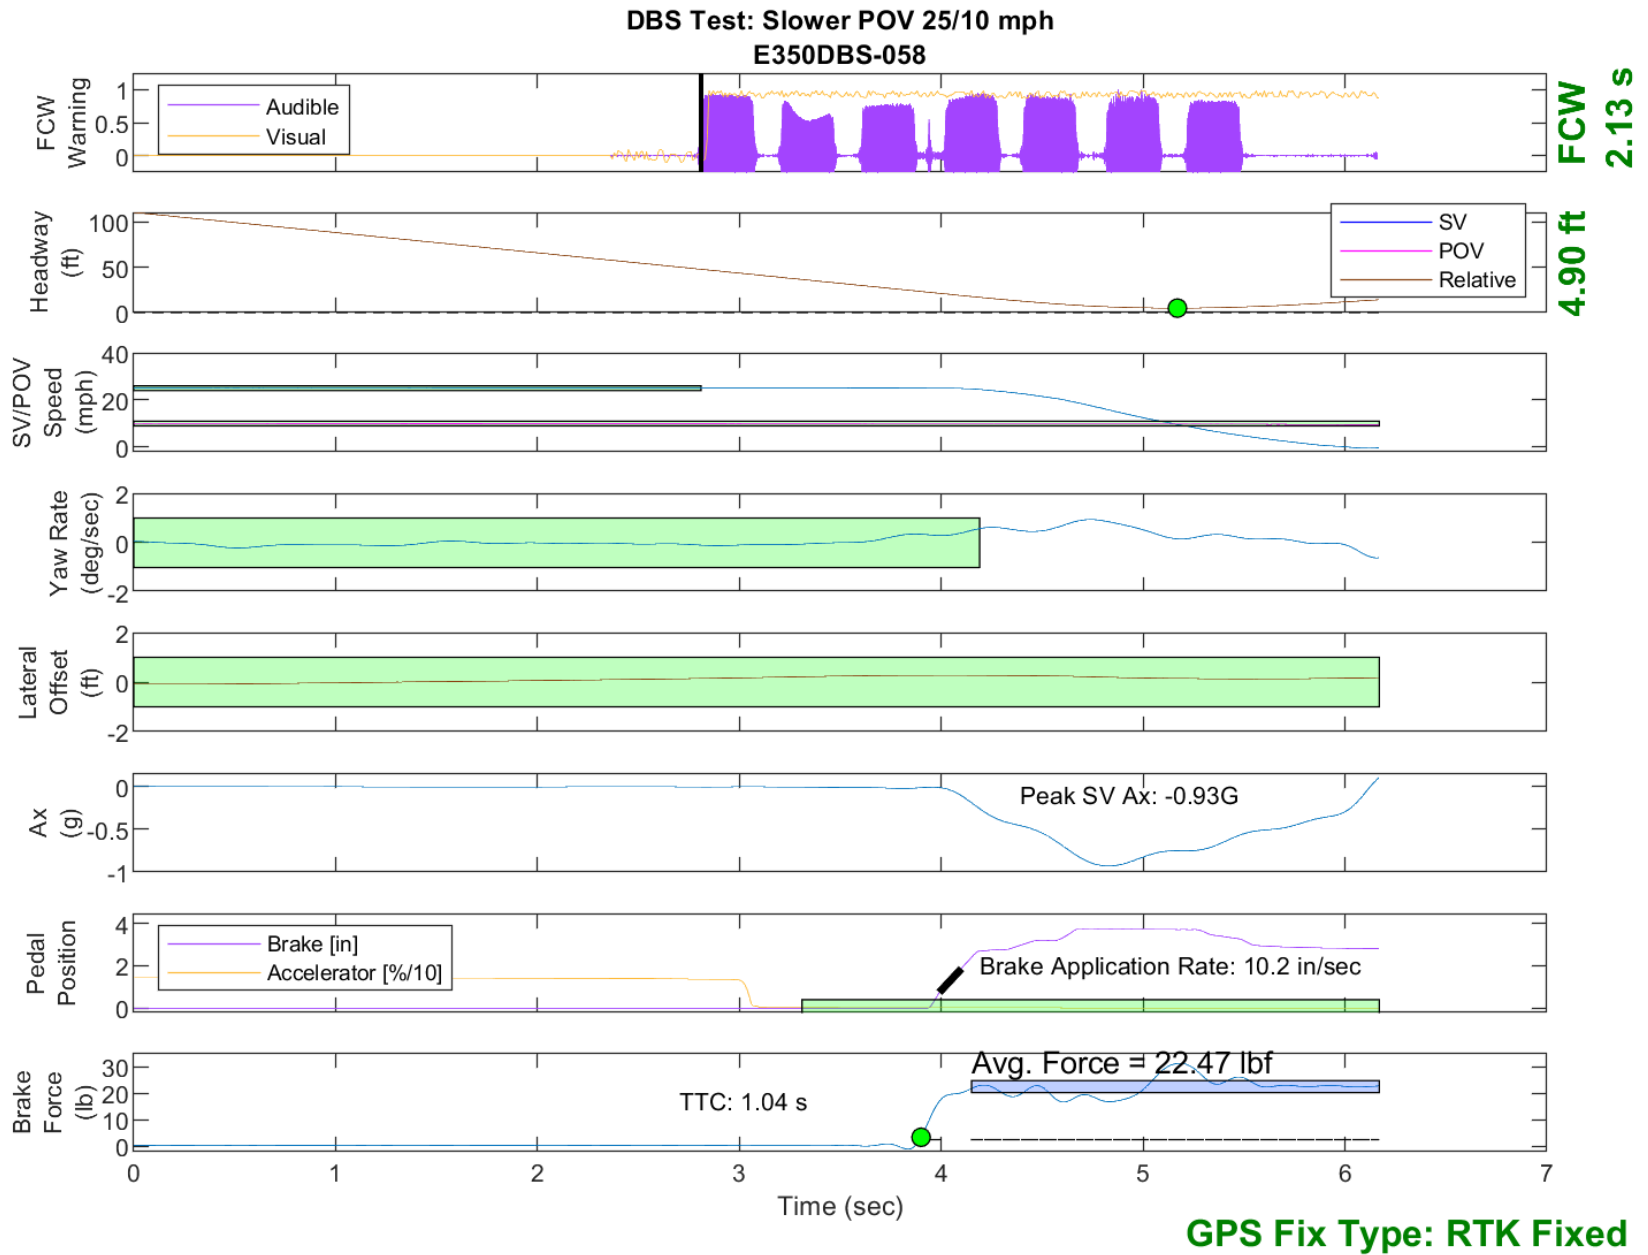 DBS Test: Slower POV 25/10 mph
E350DBS-058
FCW
Warning
1
0.5
0
Audible
Visual
FCW
2.13 s
Headway
(ft)
100
50
0
SV
POV
Relative
4.90 ft
SV/POV
Speed
(mph)
40
20
0
Yaw Rate
(deg/sec)
2
0
-2
Lateral
Offset
(ft)
2
0
-2
Ax
(g)
0
-0.5
-1
Peak SV Ax: -0.93G
Pedal
Position
4
2
0
Brake [in]
Accelerator [%/10]
Brake Application Rate: 10.2 in/sec
Brake
Force
(lb)
30
20
10
0
Avg. Force = 22.47 lbf
TTC: 1.04 s
0 1 2 3 4 5 6 7
Time (sec)
GPS Fix Type: RTK Fixed